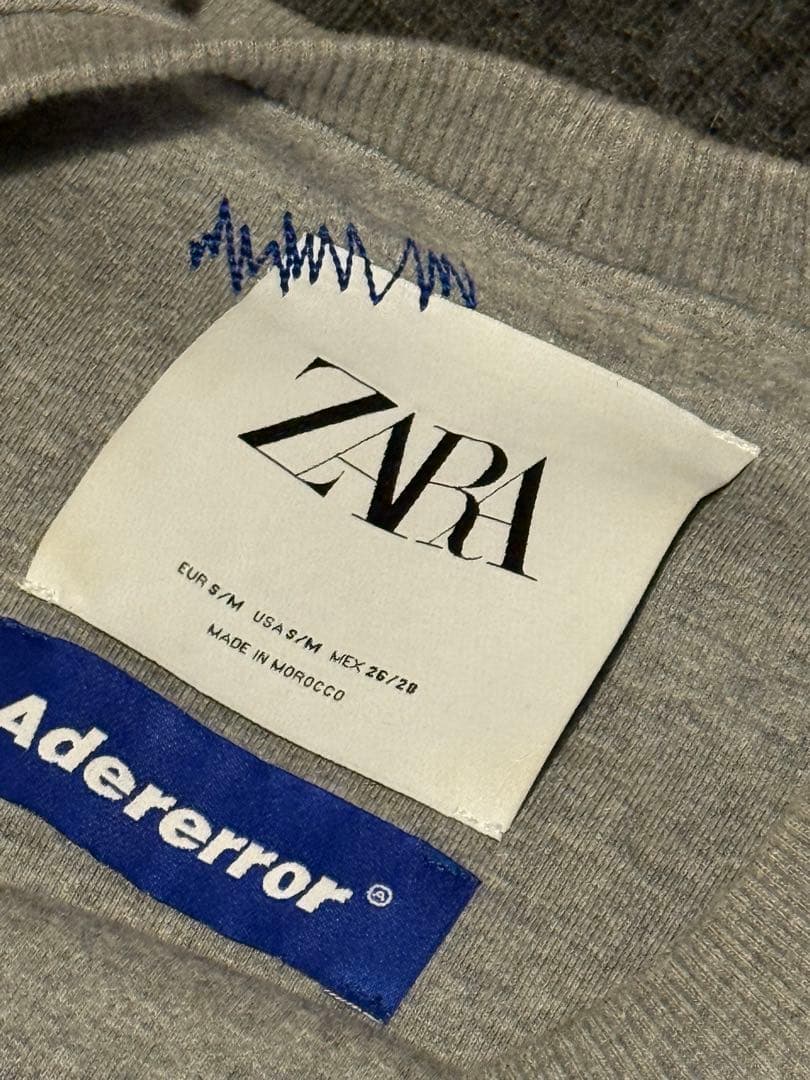 ZARA
EUR S/M USA S/M MEX 26/28
MADE IN MOROCCO
Adererror Ⓐ